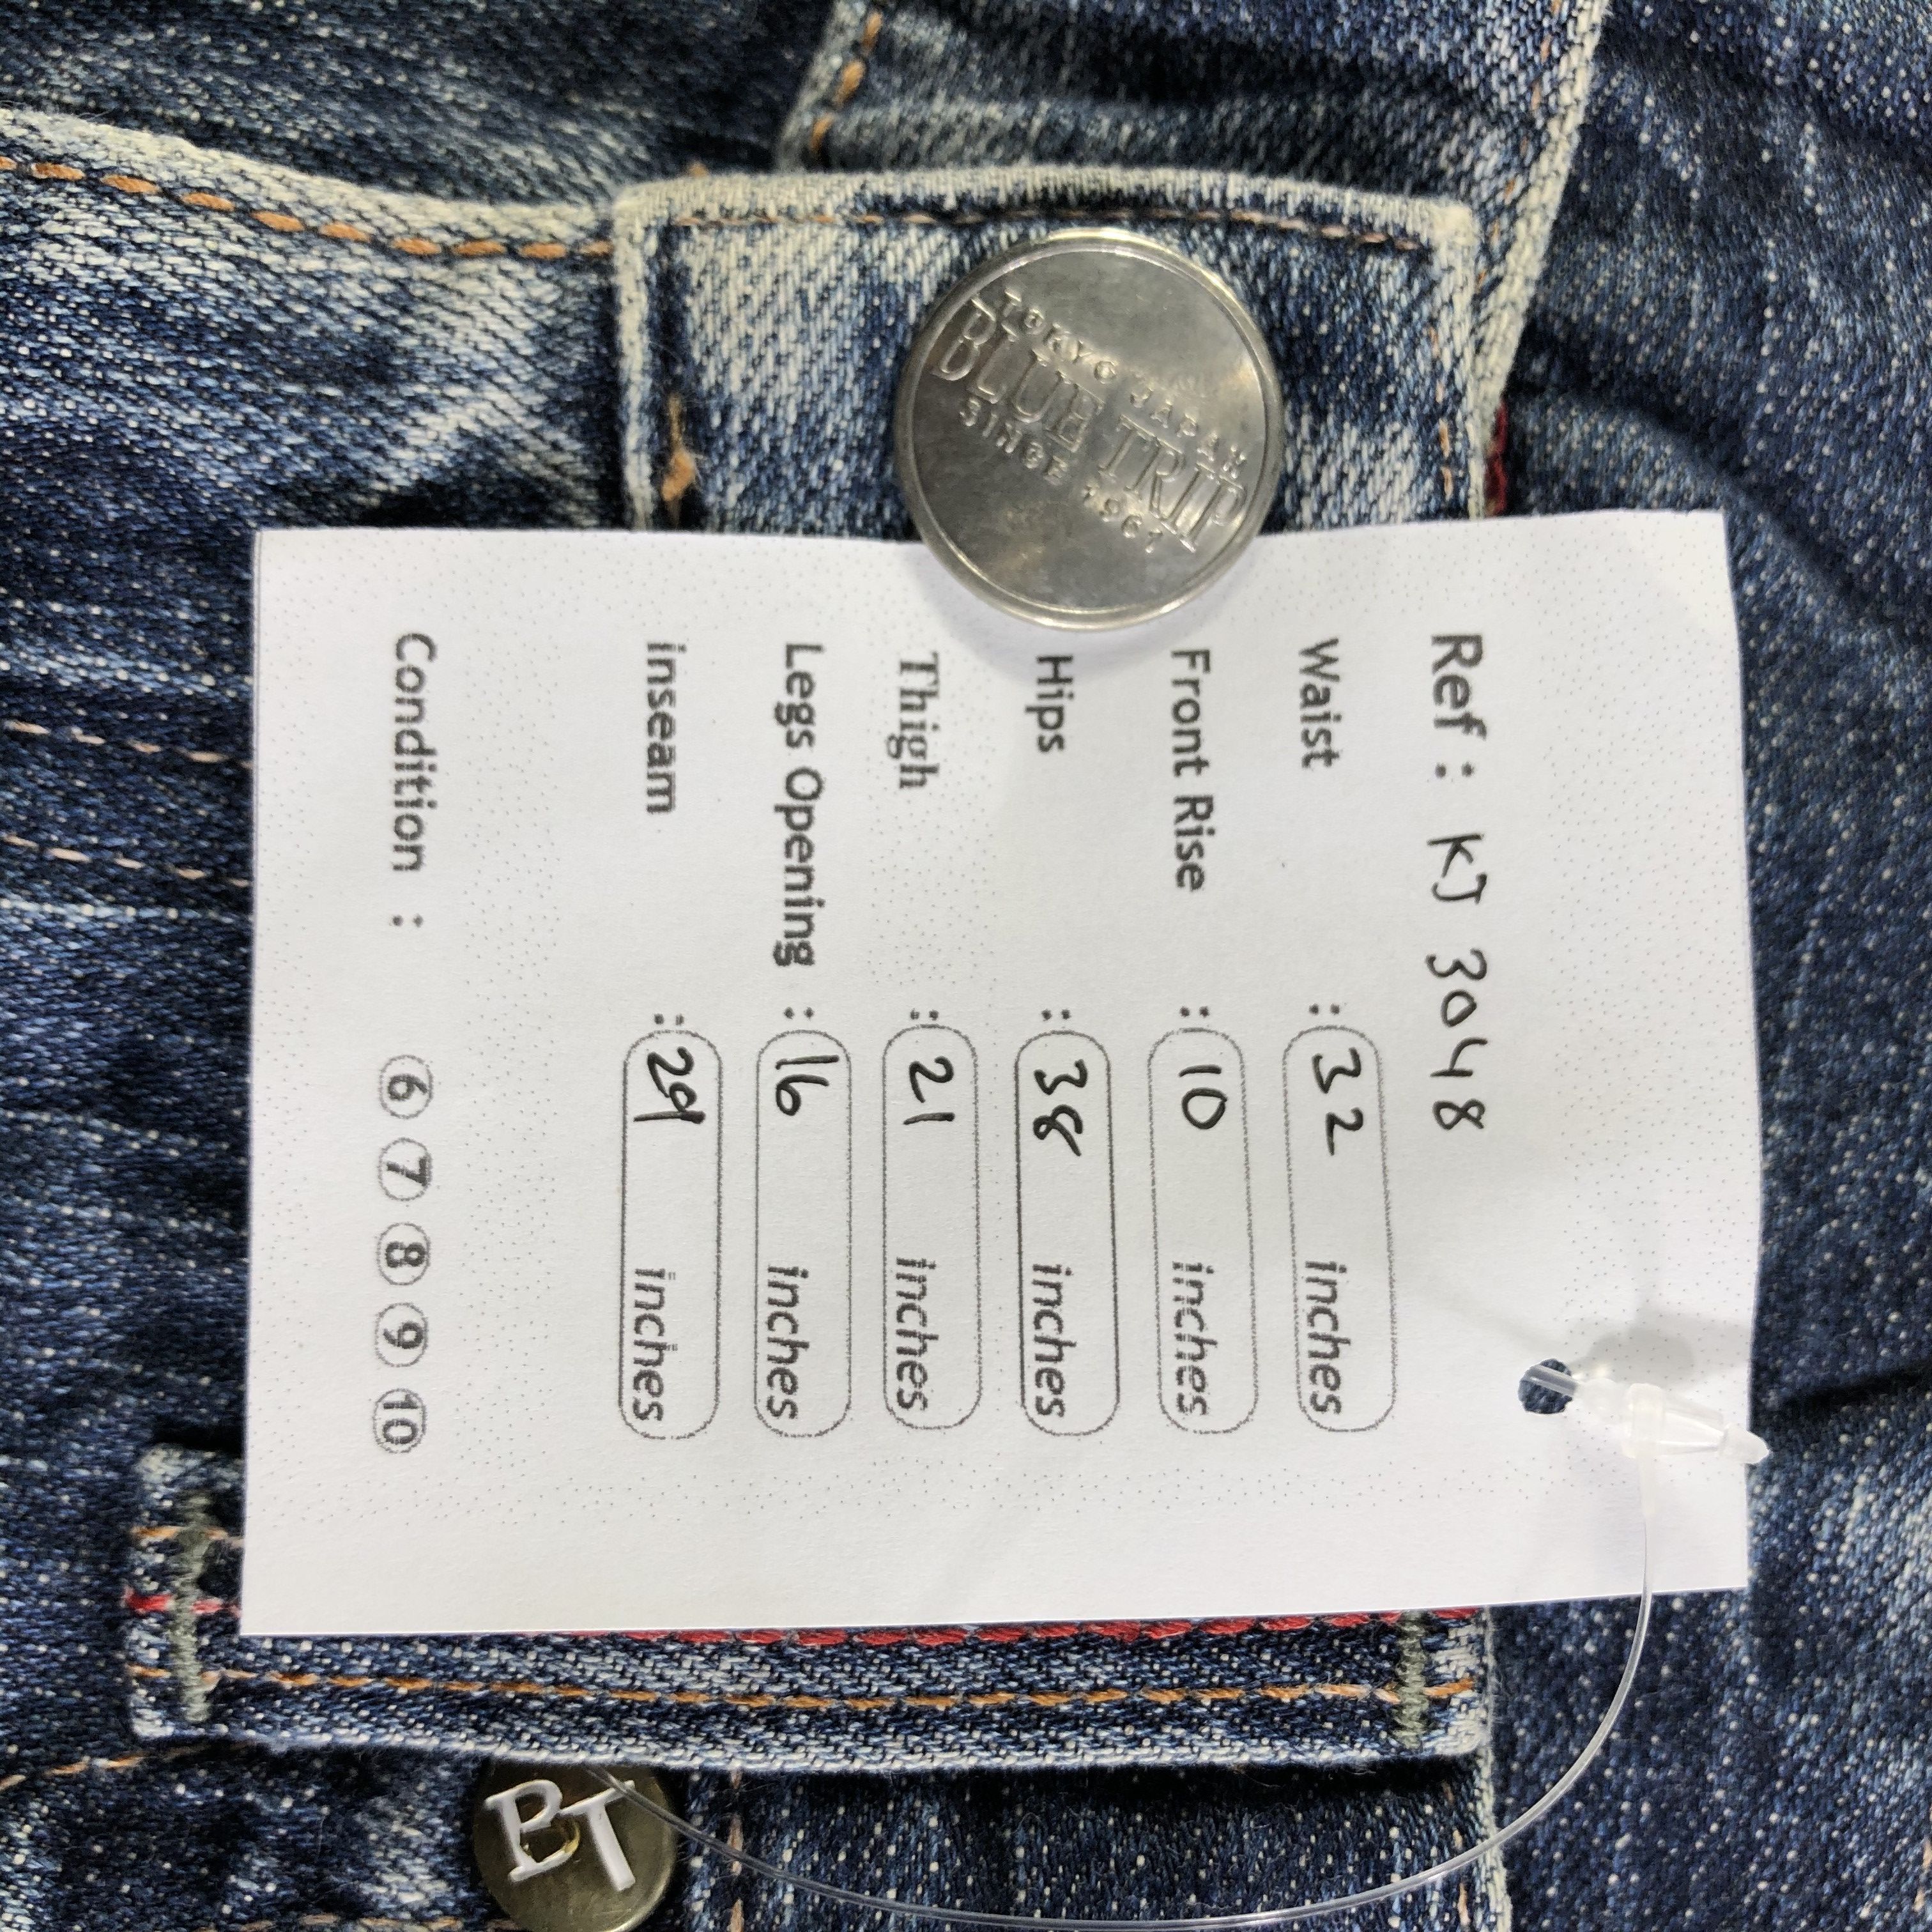 TOKYO JAPAN
BLUE TRIP
SINCE 1967
Ref : KJ 3048
Waist : 32 inches
Front Rise : 10 inches
Hips : 38 inches
Thigh : 21 inches
Legs Opening : 16 inches
inseam : 29 inches
Condition : 6 7 8 9 10
BT